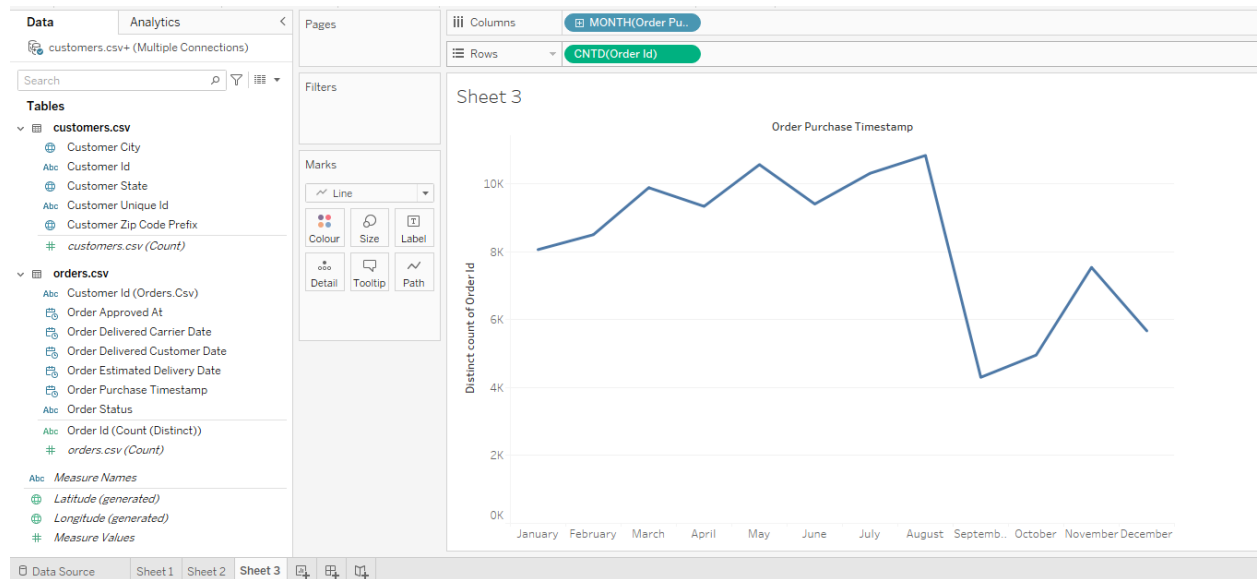 Data
Analytics
customers.csv+ (Multiple Connections)
Search
Tables
customers.csv
Customer City
Abc Customer Id
Customer State
Abc Customer Unique Id
Customer Zip Code Prefix
# customers.csv (Count)
orders.csv
Abc Customer Id (Orders.Csv)
Order Approved At
Order Delivered Carrier Date
Order Delivered Customer Date
Order Estimated Delivery Date
Order Purchase Timestamp
Abc Order Status
Abc Order Id (Count (Distinct))
# orders.csv (Count)
Abc Measure Names
Latitude (generated)
Longitude (generated)
# Measure Values
Pages
Filters
Marks
Line
Colour Size Label
Detail Tooltip Path
Columns MONTH(Order Pu..
Rows CNTD(Order Id)
Sheet 3
Order Purchase Timestamp
Distinct count of Order Id
10K
8K
6K
4K
2K
0K
January February March April May June July August Septemb.. October November December
Data Source Sheet 1 Sheet 2 Sheet 3